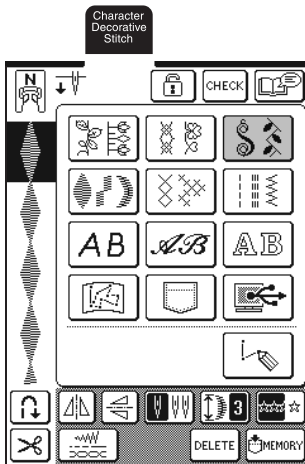 Character
Decorative
Stitch
N
CHECK
AB
AB
AB
3
DELETE
MEMORY